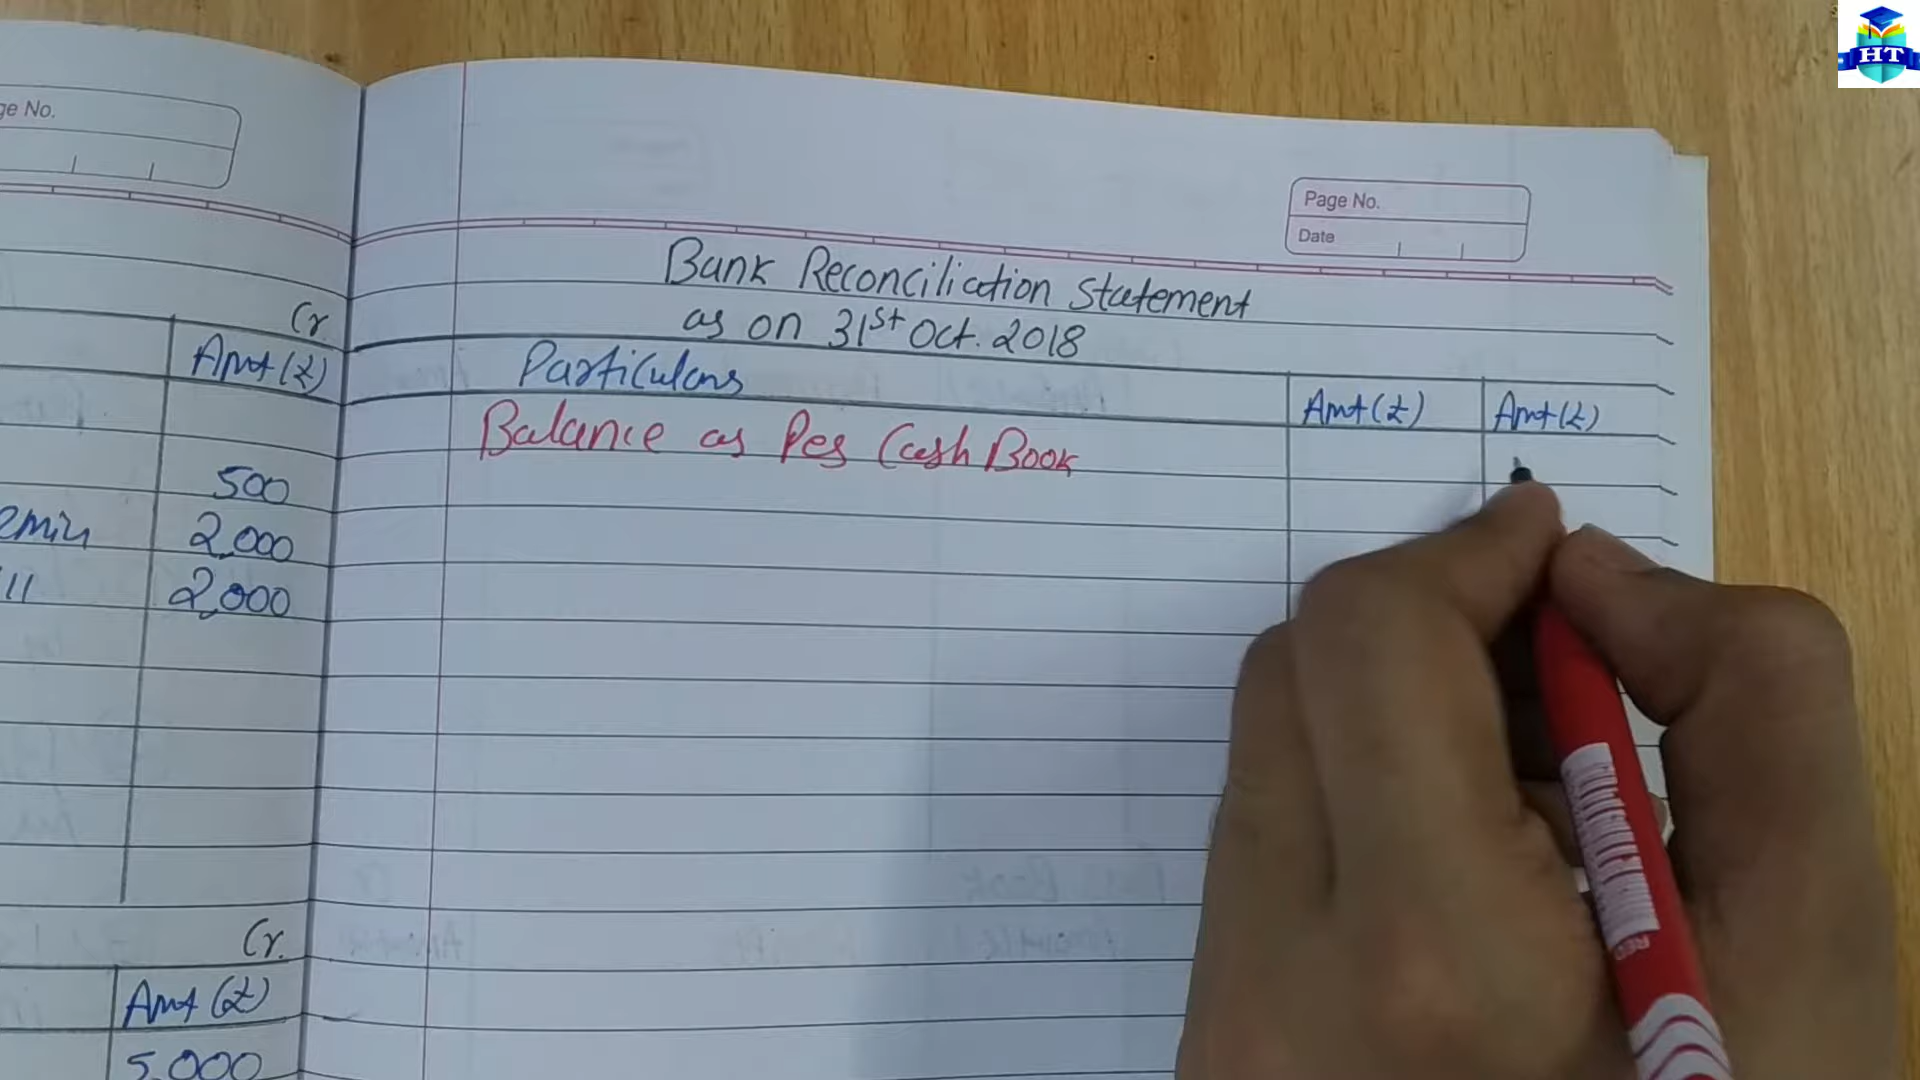 HT
ge No.
Cr.
Amt (₹)
500
2,000
2,000
Cr.
Amt (₹)
5,000
Page No.
Date
Bank Reconciliation Statement
as on 31st Oct. 2018
Particulars Amt (₹) Amt (₹)
Balance as Per Cash Book
RED